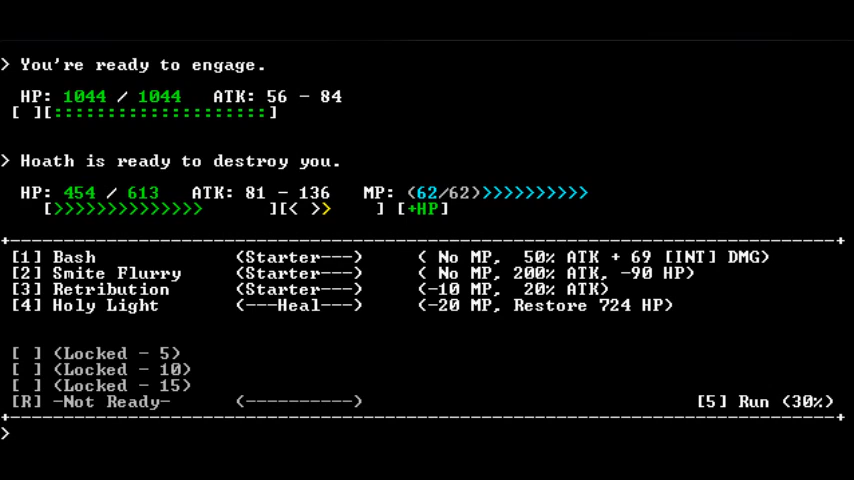 > You're ready to engage.
HP: 1044 / 1044   ATK: 56 - 84
[ ][::::::::::::::::::::]
> Hoath is ready to destroy you.
HP: 454 / 613   ATK: 81 - 136   MP: (62/62)>>>>>>>>>>
[>>>>>>>>>>>>>>      ][< >>    ] [+HP]
+-----------------------------------------------------------------------------+
[1] Bash          (Starter---)     ( No MP,  50% ATK + 69 [INT] DMG)
[2] Smite Flurry  (Starter---)     ( No MP, 200% ATK, -90 HP)
[3] Retribution   (Starter---)     (-10 MP,  20% ATK)
[4] Holy Light    (---Heal---)     (-20 MP, Restore 724 HP)
[ ] (Locked - 5)
[ ] (Locked - 10)
[ ] (Locked - 15)
[R] -Not Ready-   (----------)     [5] Run (30%)
+-----------------------------------------------------------------------------+
>